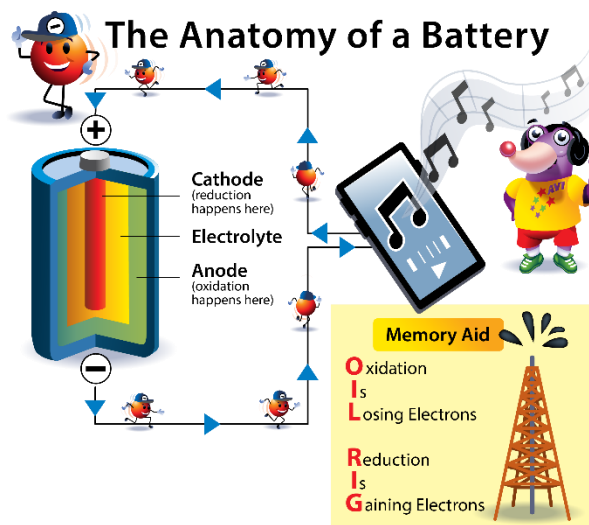 The Anatomy of a Battery
+
Cathode
(reduction
happens here)
Electrolyte
Anode
(oxidation
happens here)
−
AVI
Memory Aid
Oxidation
Is
Losing Electrons
Reduction
Is
Gaining Electrons